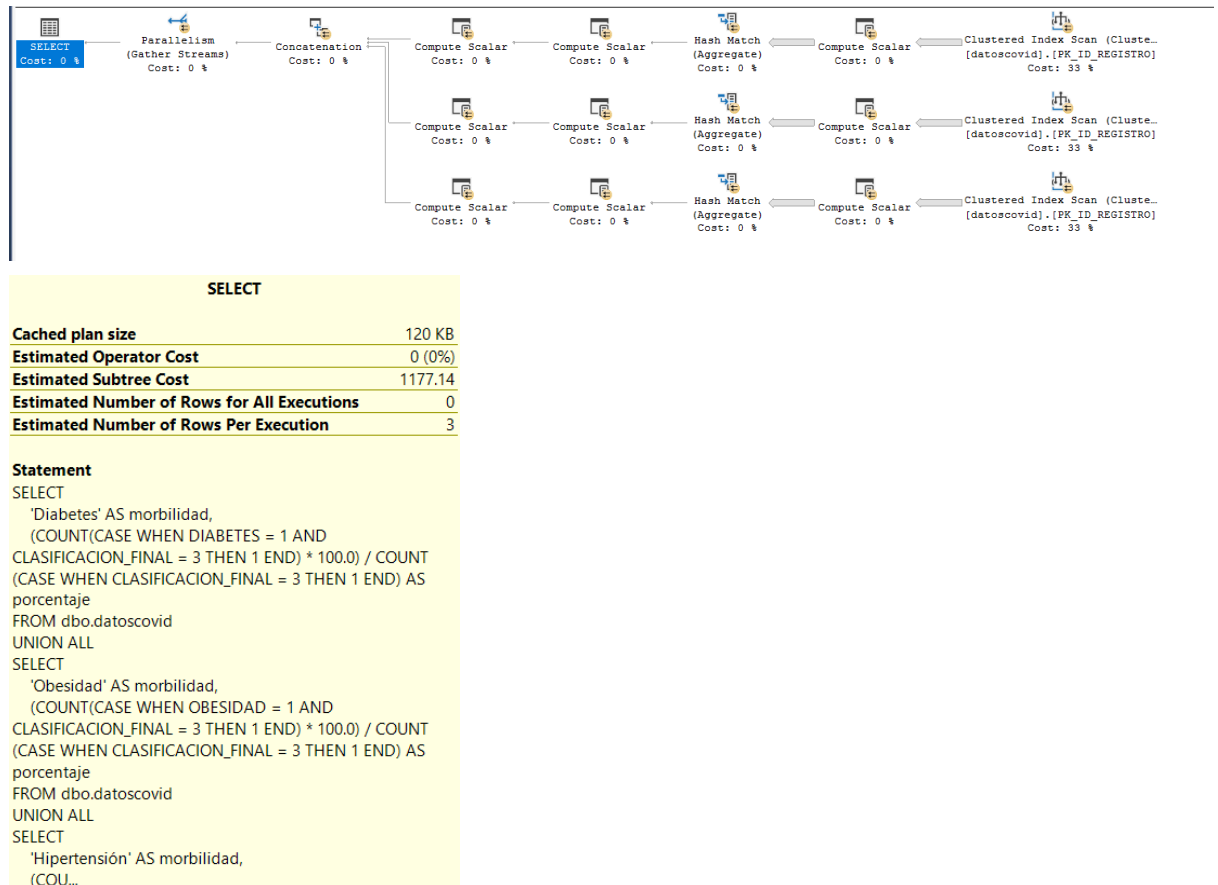 SELECT
Cost: 0 %
Parallelism
(Gather Streams)
Cost: 0 %
Concatenation
Cost: 0 %
Compute Scalar
Cost: 0 %
Compute Scalar
Cost: 0 %
Hash Match
(Aggregate)
Cost: 0 %
Compute Scalar
Cost: 0 %
Clustered Index Scan (Cluste…
[datoscovid].[PK_ID_REGISTRO]
Cost: 33 %
Compute Scalar
Cost: 0 %
Compute Scalar
Cost: 0 %
Hash Match
(Aggregate)
Cost: 0 %
Compute Scalar
Cost: 0 %
Clustered Index Scan (Cluste…
[datoscovid].[PK_ID_REGISTRO]
Cost: 33 %
Compute Scalar
Cost: 0 %
Compute Scalar
Cost: 0 %
Hash Match
(Aggregate)
Cost: 0 %
Compute Scalar
Cost: 0 %
Clustered Index Scan (Cluste…
[datoscovid].[PK_ID_REGISTRO]
Cost: 33 %
SELECT
Cached plan size 120 KB
Estimated Operator Cost 0 (0%)
Estimated Subtree Cost 1177.14
Estimated Number of Rows for All Executions 0
Estimated Number of Rows Per Execution 3
Statement
SELECT
'Diabetes' AS morbilidad,
(COUNT(CASE WHEN DIABETES = 1 AND
CLASIFICACION_FINAL = 3 THEN 1 END) * 100.0) / COUNT
(CASE WHEN CLASIFICACION_FINAL = 3 THEN 1 END) AS
porcentaje
FROM dbo.datoscovid
UNION ALL
SELECT
'Obesidad' AS morbilidad,
(COUNT(CASE WHEN OBESIDAD = 1 AND
CLASIFICACION_FINAL = 3 THEN 1 END) * 100.0) / COUNT
(CASE WHEN CLASIFICACION_FINAL = 3 THEN 1 END) AS
porcentaje
FROM dbo.datoscovid
UNION ALL
SELECT
'Hipertensión' AS morbilidad,
(COU...